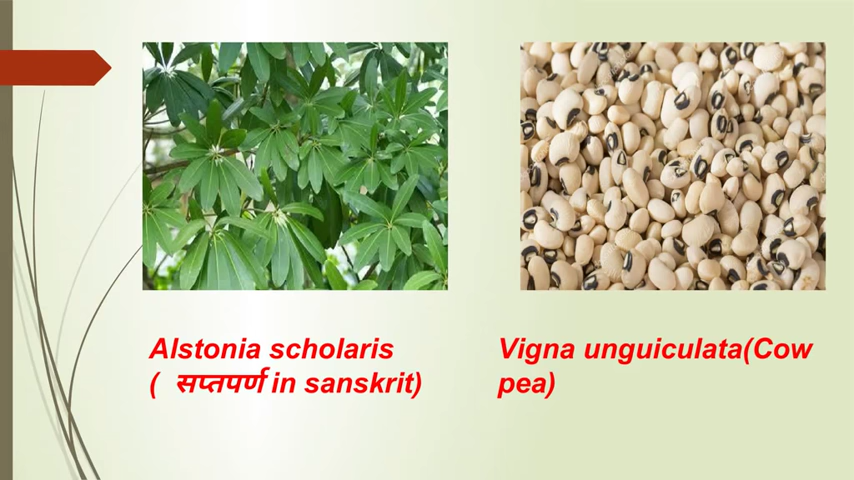 Alstonia scholaris
( सप्तपर्ण in sanskrit)
Vigna unguiculata(Cow
pea)